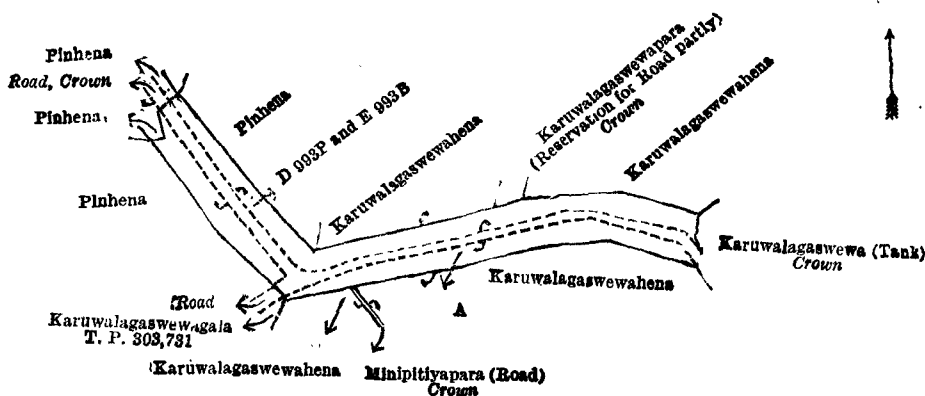 Pinhena
Road, Crown
Pinhena
Pinhena
Pinhena
D 993P and E 993B
Karuwalagaswewahena
Karuwalagaswewapara
(Reservation for Road partly)
Crown
Karuwalagaswewahena
Karuwalagaswewa (Tank)
Crown
Karuwalagaswewahena
A
Road
Karuwalagaswewagala
T. P. 303,731
Karuwalagaswewahena
Minipitiyapara (Road)
Crown